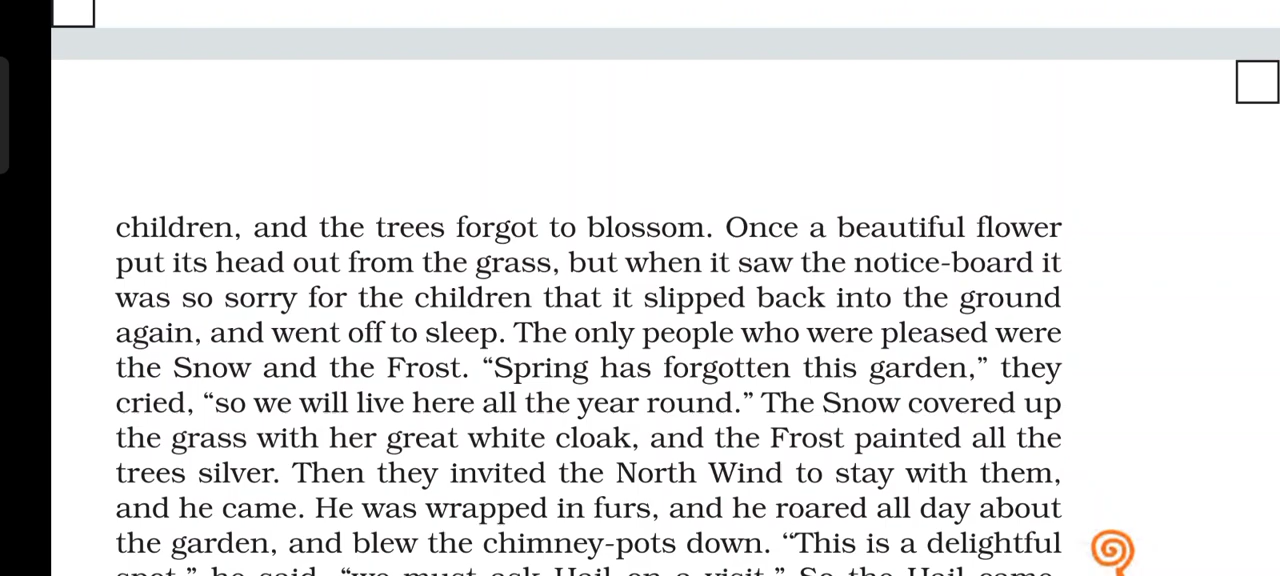 children, and the trees forgot to blossom. Once a beautiful flower
put its head out from the grass, but when it saw the notice-board it
was so sorry for the children that it slipped back into the ground
again, and went off to sleep. The only people who were pleased were
the Snow and the Frost. “Spring has forgotten this garden,” they
cried, “so we will live here all the year round.” The Snow covered up
the grass with her great white cloak, and the Frost painted all the
trees silver. Then they invited the North Wind to stay with them,
and he came. He was wrapped in furs, and he roared all day about
the garden, and blew the chimney-pots down. “This is a delightful
spot,” he said, “we must ask Hail on a visit.” So the Hail came.